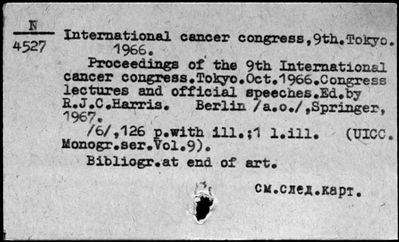 N
4527
International cancer congress,9th.Tokyo.
1966.
Proceedings of the 9th International
cancer congress.Tokyo.Oct.1966.Congress
lectures and official speeches.Ed.by
R.J.C.Harris. Berlin /a.o./,Springer,
1967.
/6/,126 p.with ill.;1 l.ill. (UICC.
Monogr.ser.Vol.9).
Bibliogr.at end of art.
см.след.карт.